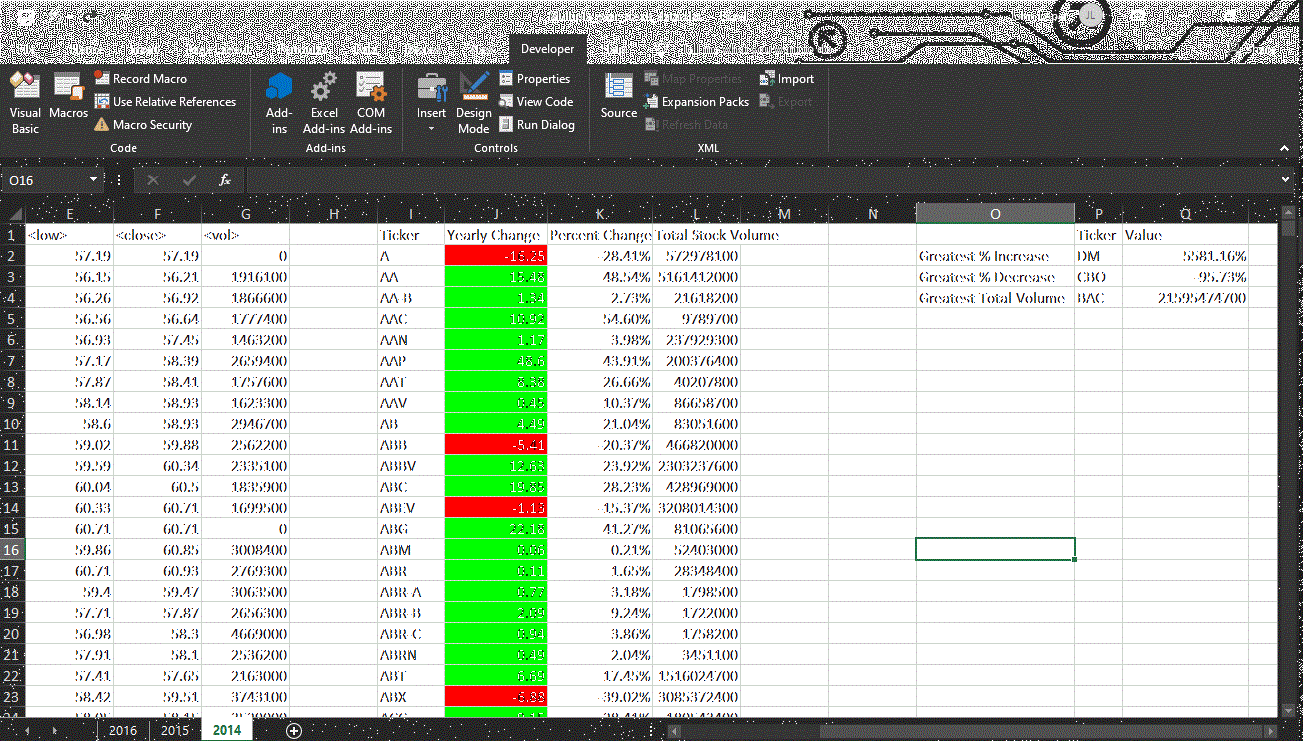 Developer
Record Macro
Use Relative References
Macro Security
Visual Basic
Macros
Code
Add-ins
Excel Add-ins
COM Add-ins
Add-ins
Insert
Design Mode
Properties
View Code
Run Dialog
Controls
Source
Map Properties
Expansion Packs
Refresh Data
Import
Export
XML
O16
fx
E F G H I J K L M N O P Q
1 <low> <close> <vol> Ticker Yearly Change Percent Change Total Stock Volume Ticker Value
2 57.19 57.19 0 A -28.41% 572978100 Greatest % Increase DM 5581.16%
3 56.15 56.21 1916100 AA 15.48 48.54% 5161412000 Greatest % Decrease CBO -95.73%
4 56.26 56.92 1866600 AA-B 1.34 2.73% 21618200 Greatest Total Volume BAC 21595474700
5 56.56 56.64 1777400 AAC 10.92 54.60% 9789700
6 56.93 57.45 1463200 AAN 1.17 3.98% 237929300
7 57.17 58.39 2659400 AAP 48.6 43.91% 200376400
8 57.87 58.41 1757600 AAT 26.66% 40207800
9 58.14 58.93 1623300 AAV 0.45 10.37% 86658700
10 58.6 58.93 2946700 AB 4.49 21.04% 83051600
11 59.02 59.88 2562200 ABB -5.41 -20.37% 466820000
12 59.59 60.34 2335100 ABBV 12.63 23.92% 2303237600
13 60.04 60.5 1835900 ABC 19.85 28.23% 428969000
14 60.33 60.71 1699500 ABEV -1.13 -15.37% 3208014300
15 60.71 60.71 0 ABG 22.18 41.27% 81065600
16 59.86 60.85 3008400 ABM 0.06 0.21% 52403000
17 60.71 60.93 2769300 ABR 0.11 1.65% 28348400
18 59.4 59.47 3063500 ABR-A 0.77 3.18% 1798500
19 57.71 57.87 2656300 ABR-B 2.09 9.24% 1722000
20 56.98 58.3 4669000 ABR-C 0.94 3.86% 1758200
21 57.91 58.1 2536200 ABRN 0.49 2.04% 3451100
22 57.41 57.65 2163000 ABT 6.69 17.45% 1516024700
23 58.42 59.51 3743100 ABX -6.88 -39.02% 3085372400
2016 2015 2014